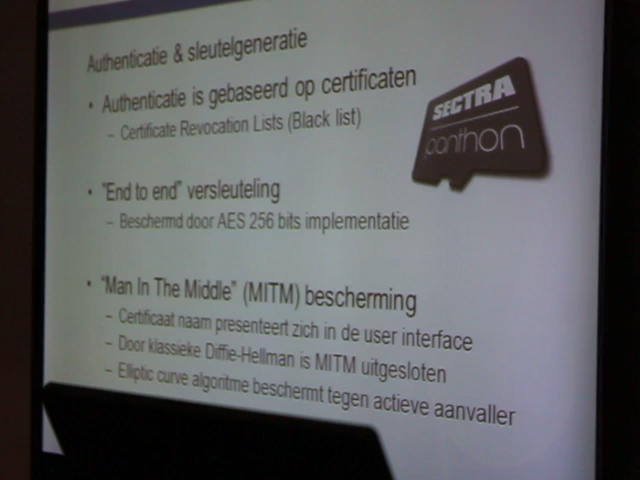 Authenticatie & sleutelgeneratie
• Authenticatie is gebaseerd op certificaten
– Certificate Revocation Lists (Black list)
SECTRA
panthon
• "End to end" versleuteling
– Beschermd door AES 256 bits implementatie
• "Man In The Middle" (MITM) bescherming
– Certificaat naam presenteert zich in de user interface
– Door klassieke Diffie-Hellman is MITM uitgesloten
– Elliptic curve algoritme beschermt tegen actieve aanvaller